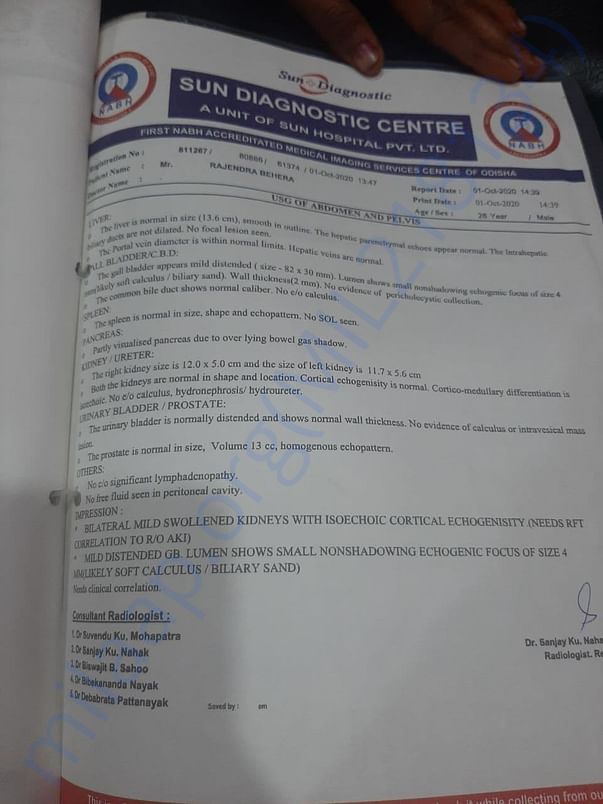 Sun Diagnostic
NABH
SUN DIAGNOSTIC CENTRE
A UNIT OF SUN HOSPITAL PVT. LTD.
NABH
FIRST NABH ACCREDITATED MEDICAL IMAGING SERVICES CENTRE OF ODISHA
Registration No : 811267 / 60866 / 61374 / 01-Oct-2020 13:47
Report Date : 01-Oct-2020 14:39
Patient Name : Mr. RAJENDRA BEHERA
Print Date : 01-Oct-2020 14:39
Doctor Name : .
Age / Sex : 28 Year / Male
USG OF ABDOMEN AND PELVIS
LIVER:
The liver is normal in size (13.6 cm), smooth in outline. The hepatic parenchymal echoes appear normal. The Intrahepatic
biliary ducts are not dilated. No focal lesion seen.
The Portal vein diameter is within normal limits. Hepatic veins are normal.
GALL BLADDER/C.B.D:
The gall bladder appears mild distended ( size - 82 x 30 mm). Lumen shows small nonshadowing echogenic focus of size 4
mm(likely soft calculus / biliary sand). Wall thickness(2 mm). No evidence of pericholecystic collection.
The common bile duct shows normal caliber. No e/o calculus.
SPLEEN:
The spleen is normal in size, shape and echopattern. No SOL seen.
PANCREAS:
Partly visualised pancreas due to over lying bowel gas shadow.
KIDNEY / URETER:
The right kidney size is 12.0 x 5.0 cm and the size of left kidney is 11.7 x 5.6 cm
Both the kidneys are normal in shape and location. Cortical echogenisity is normal. Cortico-medullary differentiation is
No e/o calculus, hydronephrosis/ hydroureter.
URINARY BLADDER / PROSTATE:
The urinary bladder is normally distended and shows normal wall thickness. No evidence of calculus or intravesical mass
lesion.
The prostate is normal in size, Volume 13 cc, homogenous echopattern.
OTHERS:
No e/o significant lymphadenopathy.
No free fluid seen in peritoneal cavity.
IMPRESSION :
* BILATERAL MILD SWOLLENED KIDNEYS WITH ISOECHOIC CORTICAL ECHOGENISITY (NEEDS RFT
CORRELATION TO R/O AKI)
* MILD DISTENDED GB. LUMEN SHOWS SMALL NONSHADOWING ECHOGENIC FOCUS OF SIZE 4
MM(LIKELY SOFT CALCULUS / BILIARY SAND)
Needs clinical correlation.
Consultant Radiologist :
1. Dr Suvendu Ku. Mohapatra
2. Dr Sanjay Ku. Nahak
3. Dr Biswajit B. Sahoo
4. Dr Bibekananda Nayak
5. Dr Debabrata Pattanayak
Dr. Sanjay Ku. Naha
Radiologist. Re
Saved by : om
while collecting from ou